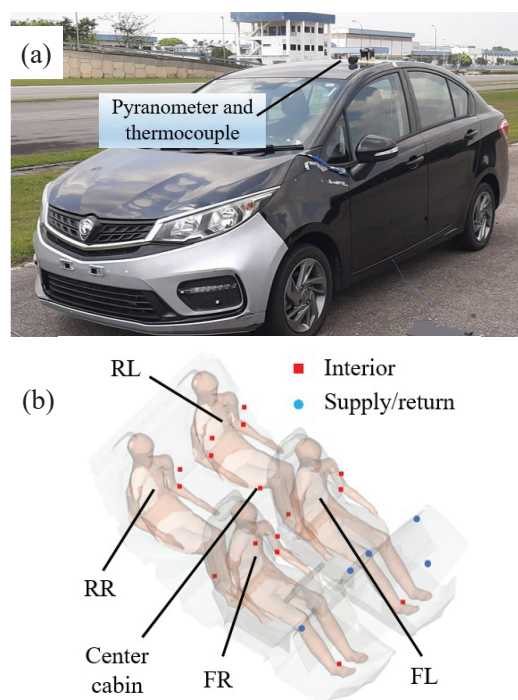 (a)
Pyranometer and
thermocouple
(b)
RL
Interior
Supply/return
RR
Center
cabin
FR
FL